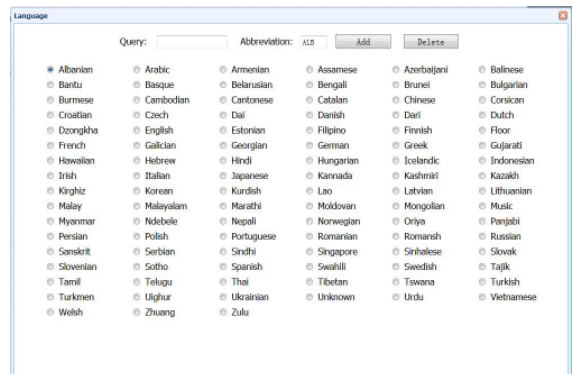 Language
Query: Abbreviation: ALB Add Delete
Albanian Arabic Armenian Assamese Azerbaijani Balinese
Bantu Basque Belarusian Bengali Brunei Bulgarian
Burmese Cambodian Cantonese Catalan Chinese Corsican
Croatian Czech Dai Danish Dari Dutch
Dzongkha English Estonian Filipino Finnish Floor
French Galician Georgian German Greek Gujarati
Hawaiian Hebrew Hindi Hungarian Icelandic Indonesian
Irish Italian Japanese Kannada Kashmiri Kazakh
Kirghiz Korean Kurdish Lao Latvian Lithuanian
Malay Malayalam Marathi Moldovan Mongolian Music
Myanmar Ndebele Nepali Norwegian Oriya Panjabi
Persian Polish Portuguese Romanian Romansh Russian
Sanskrit Serbian Sindhi Singapore Sinhalese Slovak
Slovenian Sotho Spanish Swahili Swedish Tajik
Tamil Telugu Thai Tibetan Tswana Turkish
Turkmen Uighur Ukrainian Unknown Urdu Vietnamese
Welsh Zhuang Zulu